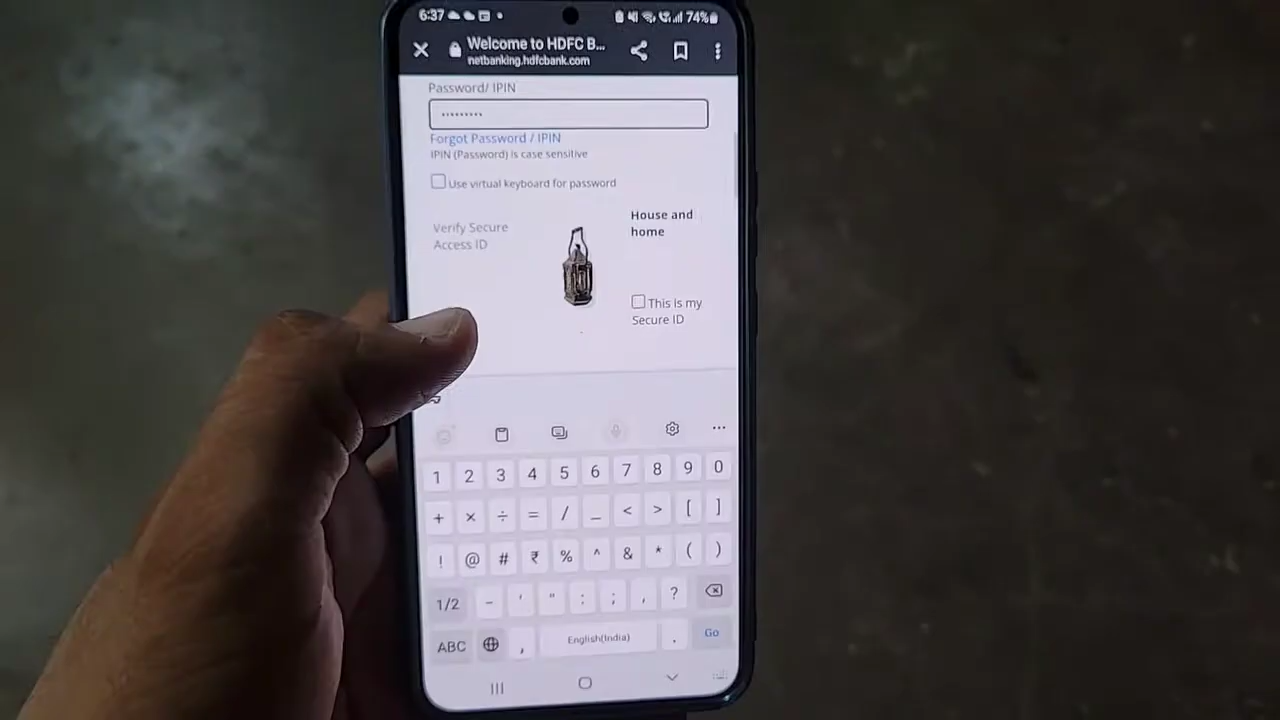 6:37
74%
Welcome to HDFC B...
netbanking.hdfcbank.com
Password/ IPIN
•••••••••
Forgot Password / IPIN
IPIN (Password) is case sensitive
Use virtual keyboard for password
Verify Secure
Access ID
House and
home
This is my
Secure ID
1 2 3 4 5 6 7 8 9 0
+ × ÷ = / _ < > [ ]
! @ # ₹ % ^ & * ( )
1/2 - ' " : ; , ?
ABC , English(India) . Go